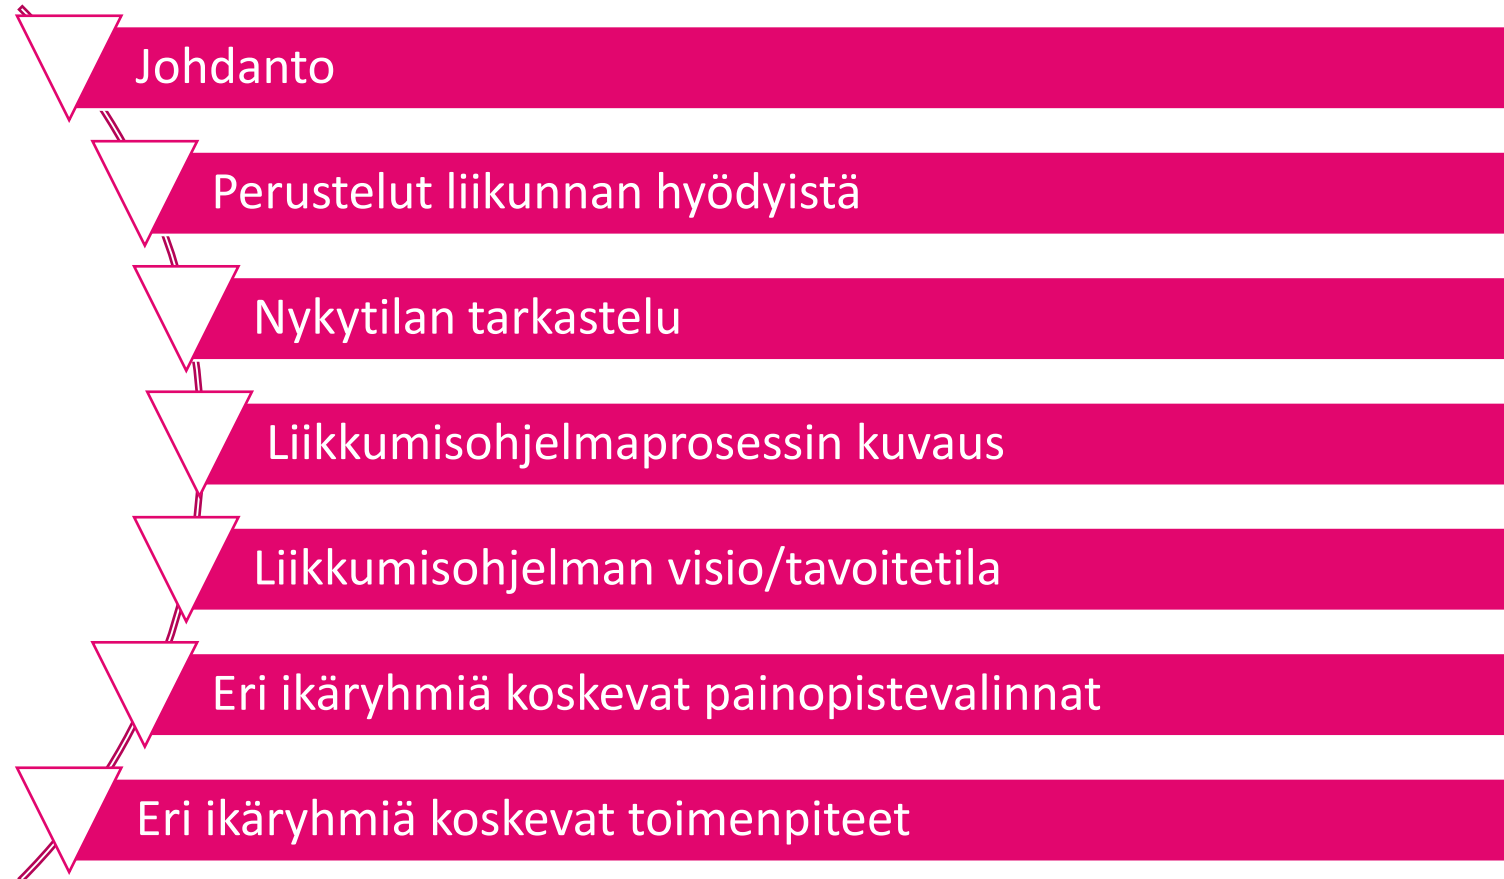 Johdanto
Perustelut liikunnan hyödyistä
Nykytilan tarkastelu
Liikkumisohjelmaprosessin kuvaus
Liikkumisohjelman visio/tavoitetila
Eri ikäryhmiä koskevat painopistevalinnat
Eri ikäryhmiä koskevat toimenpiteet